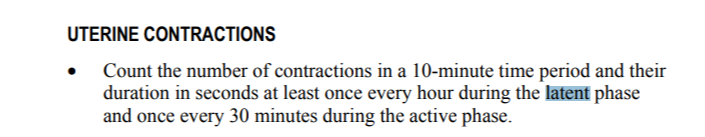 UTERINE CONTRACTIONS
• Count the number of contractions in a 10-minute time period and their
duration in seconds at least once every hour during the latent phase
and once every 30 minutes during the active phase.